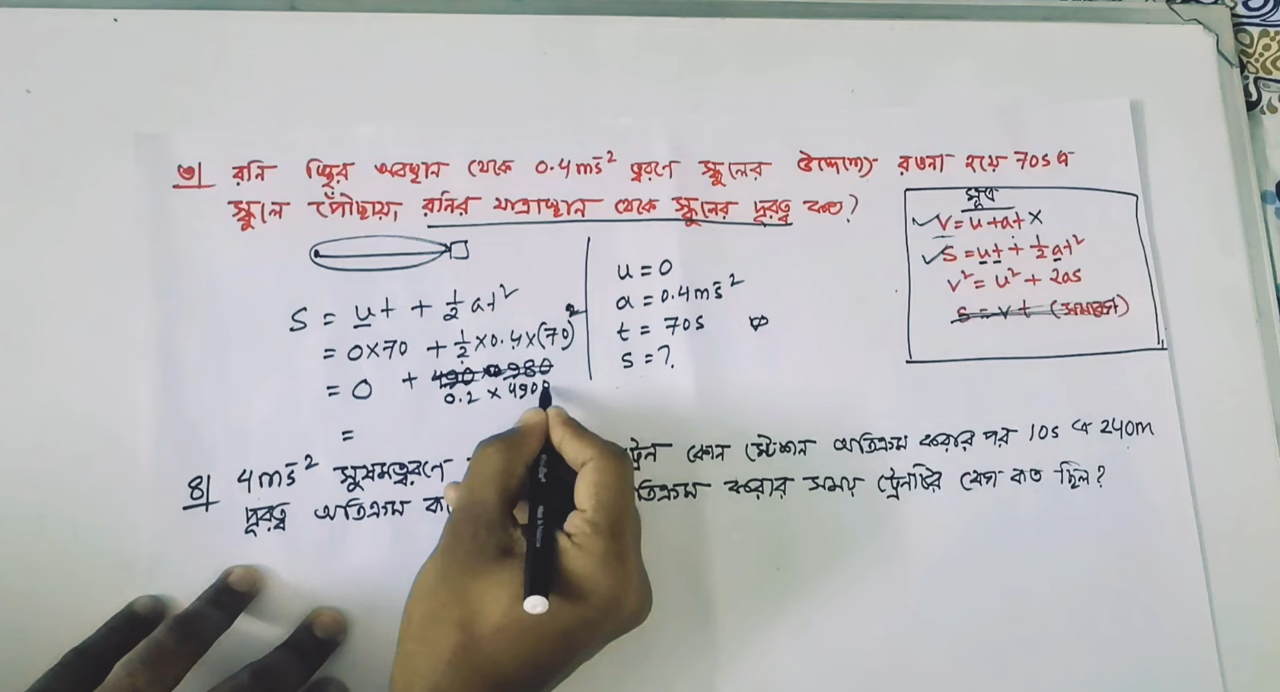 ৩| রনি স্থির অবস্থান থেকে 0.4ms⁻² ত্বরণে স্কুলের উদ্দেশ্যে রওনা হয়ে 70s এ
স্কুলে পৌঁছায়, রনির যাত্রাস্থান থেকে স্কুলের দূরত্ব কত?
S = ut + ½at²
= 0×70 + ½×0.4×(70)²
= 0 +
0.2 × 490
=
u = 0
a = 0.4ms⁻²
t = 70s
s = ?
সূত্র
✓ V = u+at ×
✓ S = ut + ½at²
v² = u² + 2as
s = vt (সমবেগ)
৪| 4ms⁻² সুষমত্বরণে ট্রেন কোন স্টেশন অতিক্রম করার পর 10s এ 240m
দূরত্ব অতিক্রম করার সময় ট্রেনটির বেগ কত ছিল?